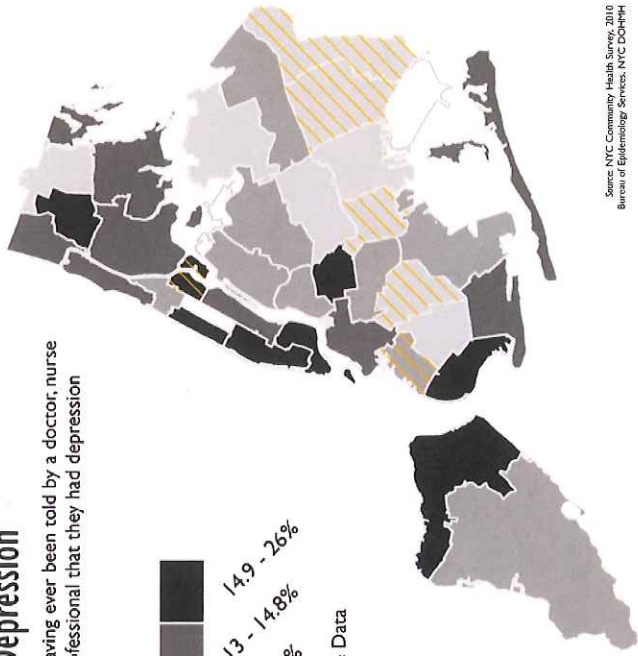 Depression
aving ever been told by a doctor, nurse
ofessional that they had depression
14.9 - 26%
13 - 14.8%
%
Data
Source: NYC Community Health Survey, 2010
Bureau of Epidemiology Services, NYC DOHMH